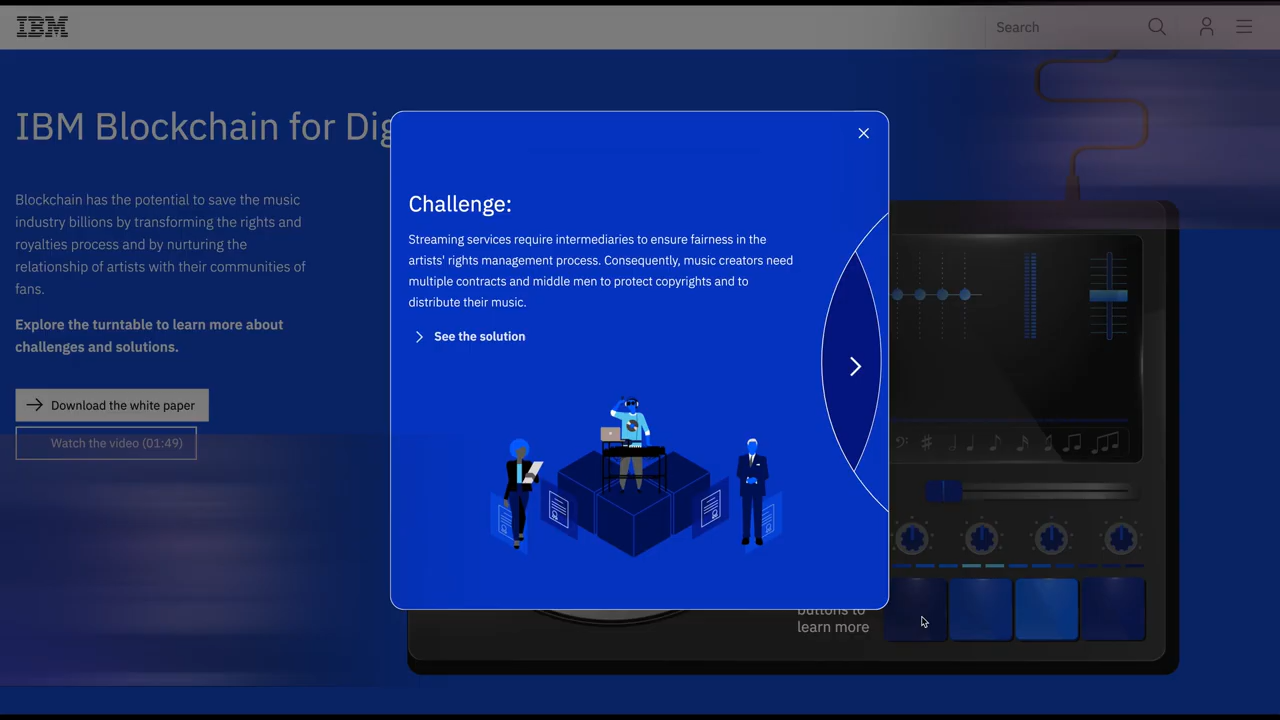 IBM
Search
IBM Blockchain for Dig
Blockchain has the potential to save the music
industry billions by transforming the rights and
royalties process and by nurturing the
relationship of artists with their communities of
fans.
Explore the turntable to learn more about
challenges and solutions.
Download the white paper
Watch the video (01:49)
Challenge:
Streaming services require intermediaries to ensure fairness in the
artists' rights management process. Consequently, music creators need
multiple contracts and middle men to protect copyrights and to
distribute their music.
See the solution
buttons to
learn more